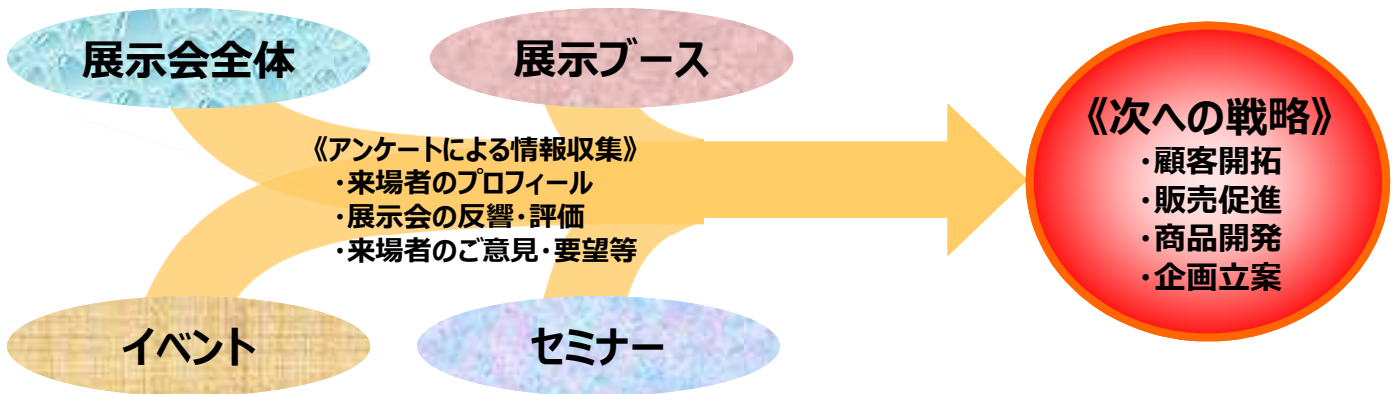 展示会全体
展示ブース
《アンケートによる情報収集》
・来場者のプロフィール
・展示会の反響・評価
・来場者のご意見・要望等
イベント
セミナー
《次への戦略》
・顧客開拓
・販売促進
・商品開発
・企画立案